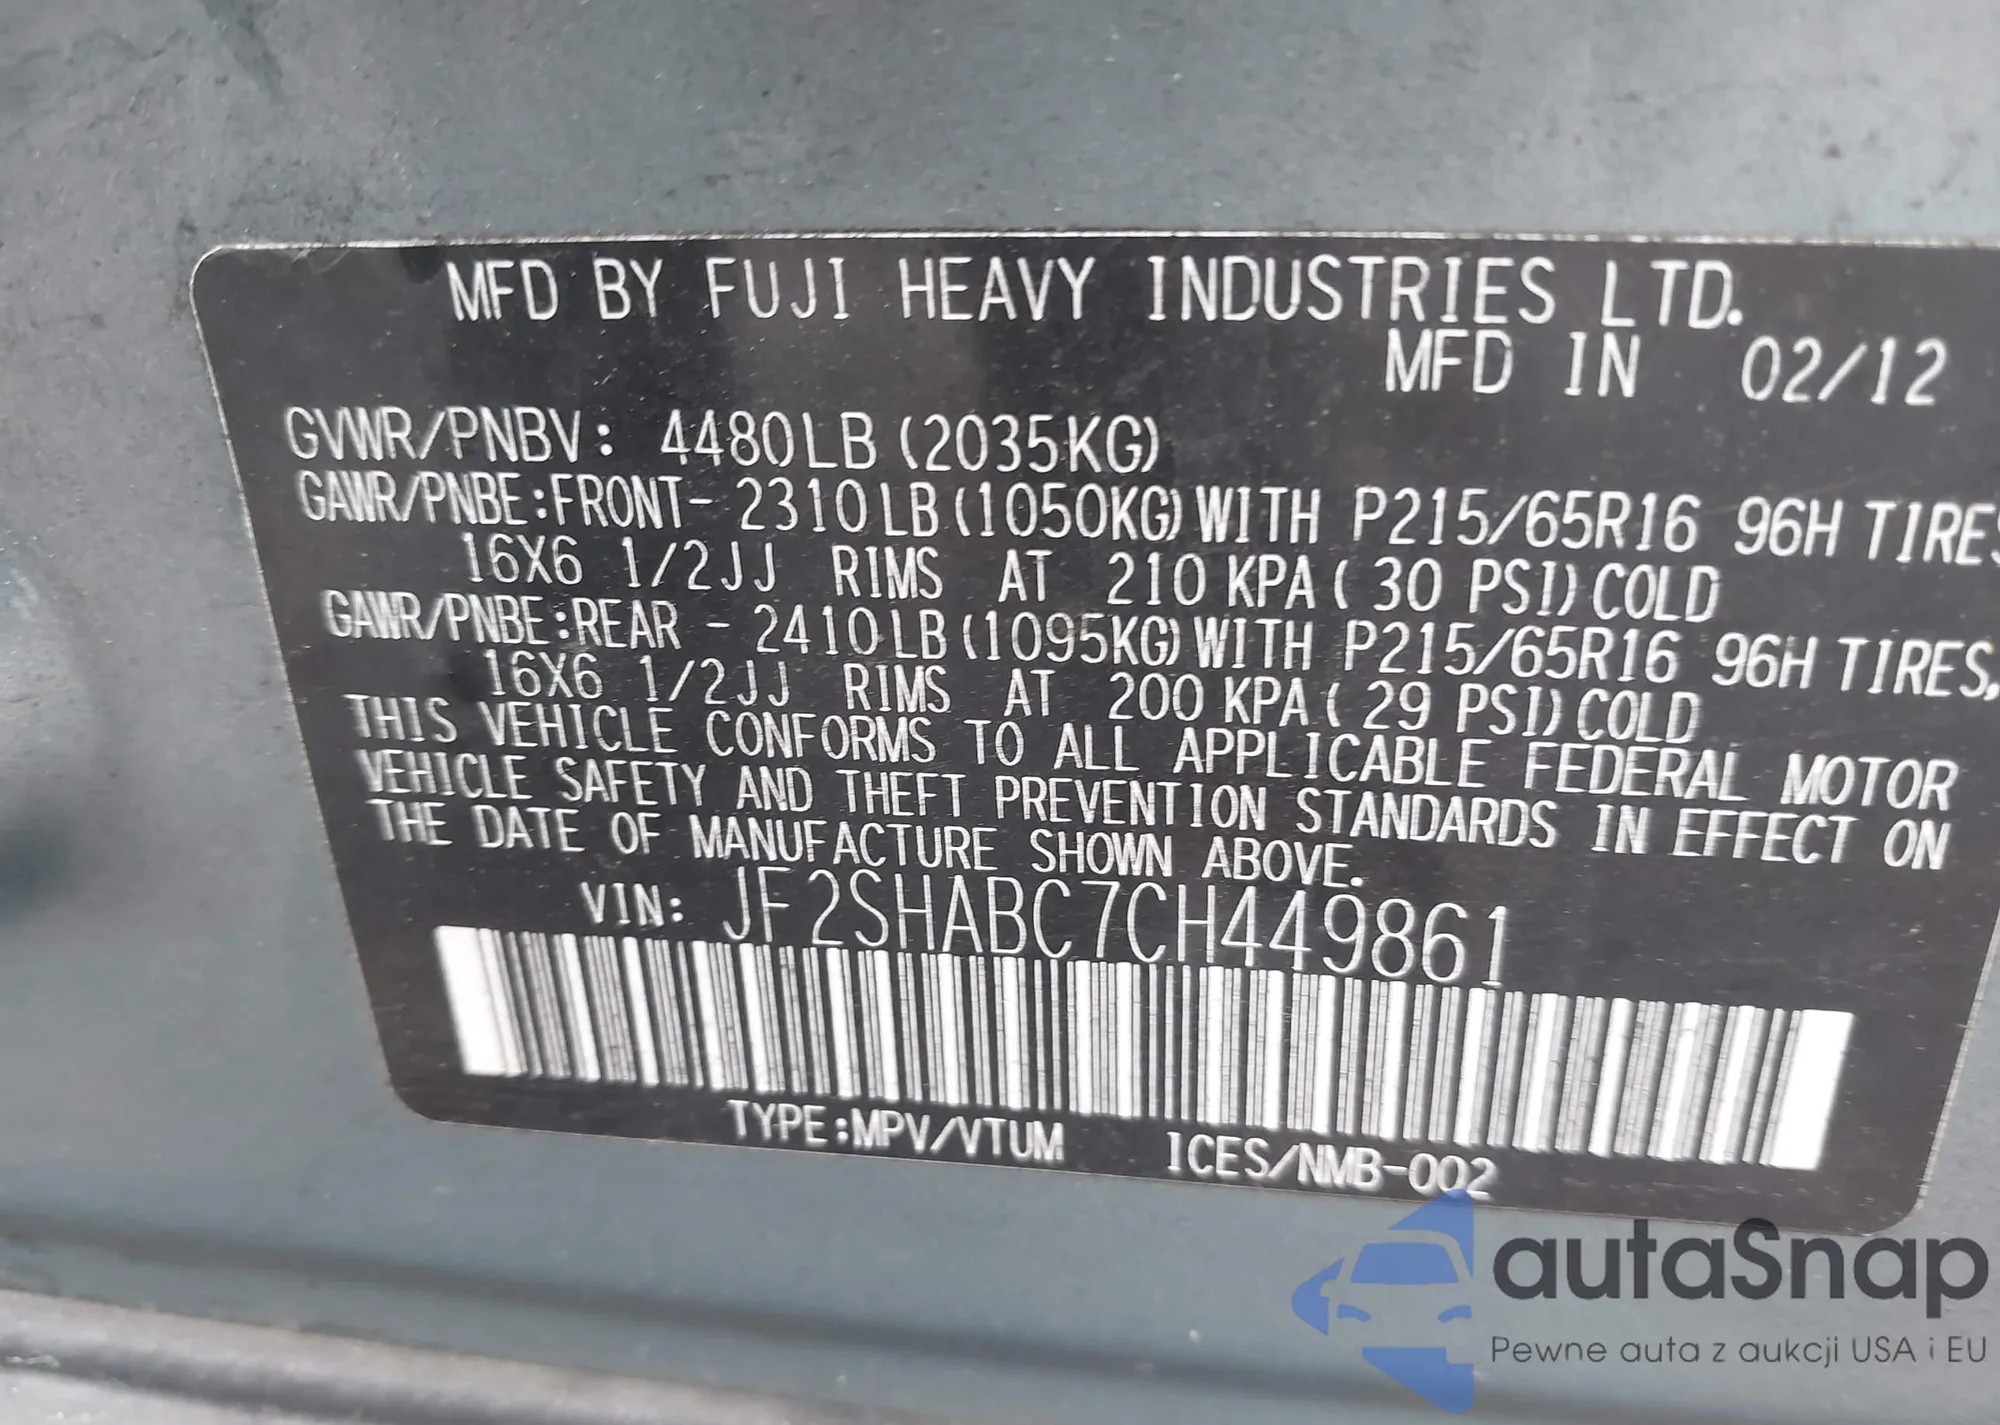 MFD BY FUJI HEAVY INDUSTRIES LTD.
MFD IN 02/12
GVWR/PNBV: 4480LB (2035KG)
GAWR/PNBE:FRONT- 2310LB(1050KG)WITH P215/65R16 96H TIRES
16X6 1/2JJ RIMS AT 210 KPA( 30 PSI)COLD
GAWR/PNBE:REAR - 2410LB(1095KG)WITH P215/65R16 96H TIRES,
16X6 1/2JJ RIMS AT 200 KPA( 29 PSI)COLD
THIS VEHICLE CONFORMS TO ALL APPLICABLE FEDERAL MOTOR
VEHICLE SAFETY AND THEFT PREVENTION STANDARDS IN EFFECT ON
THE DATE OF MANUFACTURE SHOWN ABOVE.
VIN: JF2SHABC7CH449861
TYPE:MPV/VTUM ICES/NMB-002
autaSnap
Pewne auta z aukcji USA i EU